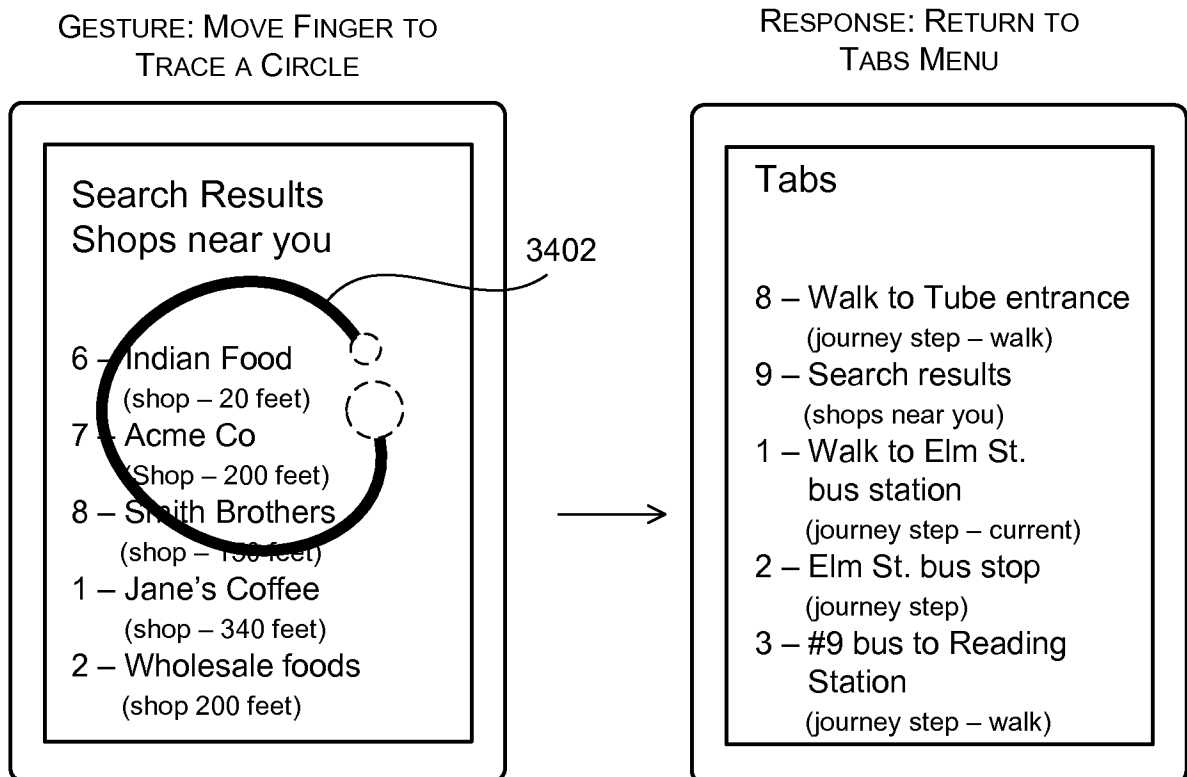 GESTURE: MOVE FINGER TO
TRACE A CIRCLE
Search Results
Shops near you
3402
6 – Indian Food
(shop – 20 feet)
7 – Acme Co
(Shop – 200 feet)
8 – Smith Brothers
(shop – 150 feet)
1 – Jane's Coffee
(shop – 340 feet)
2 – Wholesale foods
(shop 200 feet)
RESPONSE: RETURN TO
TABS MENU
Tabs
8 – Walk to Tube entrance
(journey step – walk)
9 – Search results
(shops near you)
1 – Walk to Elm St.
bus station
(journey step – current)
2 – Elm St. bus stop
(journey step)
3 – #9 bus to Reading
Station
(journey step – walk)